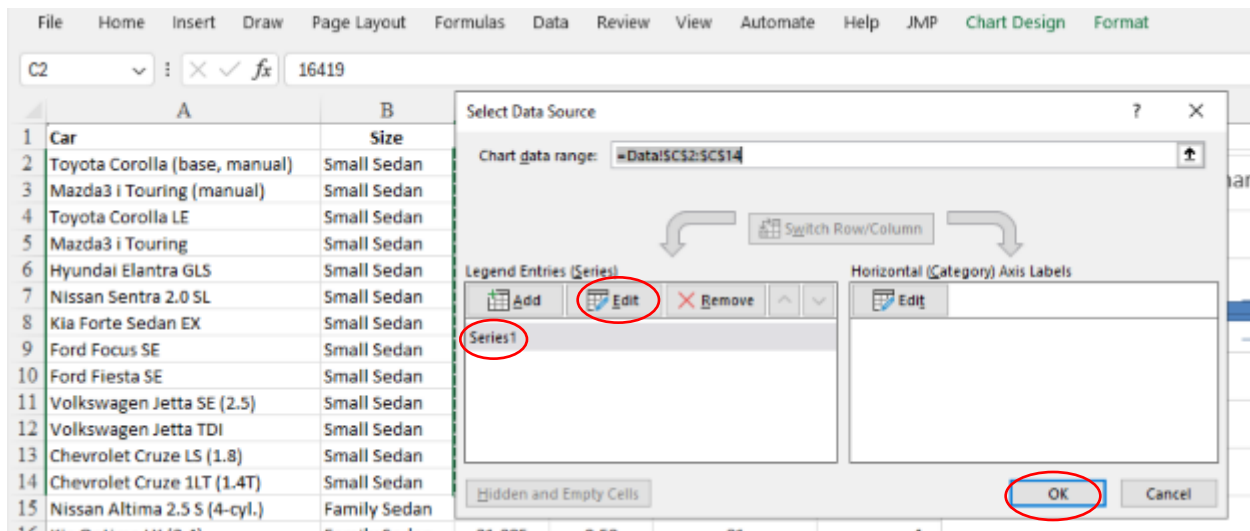 File Home Insert Draw Page Layout Formulas Data Review View Automate Help JMP Chart Design Format
C2 fx 16419
A B
1 Car Size
2 Toyota Corolla (base, manual) Small Sedan
3 Mazda3 i Touring (manual) Small Sedan
4 Toyota Corolla LE Small Sedan
5 Mazda3 i Touring Small Sedan
6 Hyundai Elantra GLS Small Sedan
7 Nissan Sentra 2.0 SL Small Sedan
8 Kia Forte Sedan EX Small Sedan
9 Ford Focus SE Small Sedan
10 Ford Fiesta SE Small Sedan
11 Volkswagen Jetta SE (2.5) Small Sedan
12 Volkswagen Jetta TDI Small Sedan
13 Chevrolet Cruze LS (1.8) Small Sedan
14 Chevrolet Cruze 1LT (1.4T) Small Sedan
15 Nissan Altima 2.5 S (4-cyl.) Family Sedan
Select Data Source ? ×
Chart data range: =Data!$C$2:$C$14
Switch Row/Column
Legend Entries (Series) Horizontal (Category) Axis Labels
Add Edit Remove Edit
Series1
Hidden and Empty Cells OK Cancel